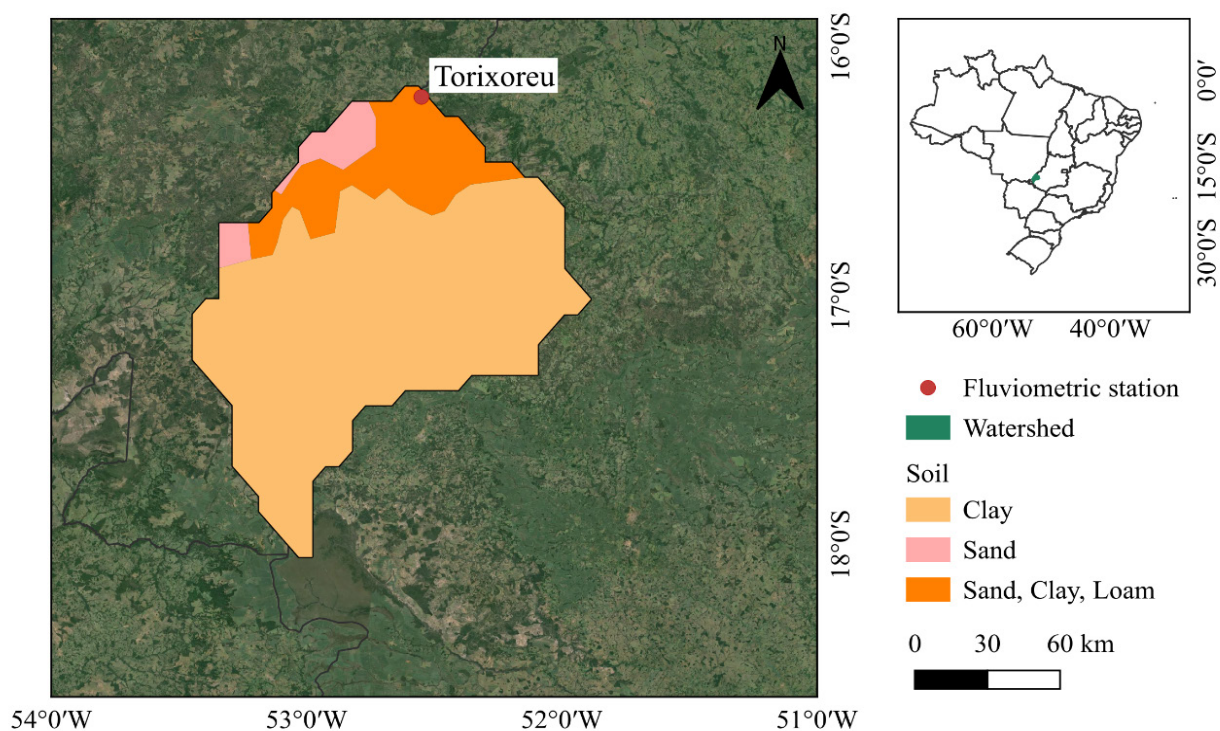 N
Torixoreu
16°0′S
17°0′S
18°0′S
54°0′W
53°0′W
52°0′W
51°0′W
0°0′
15°0′S
30°0′S
60°0′W
40°0′W
Fluviometric station
Watershed
Soil
Clay
Sand
Sand, Clay, Loam
0 30 60 km